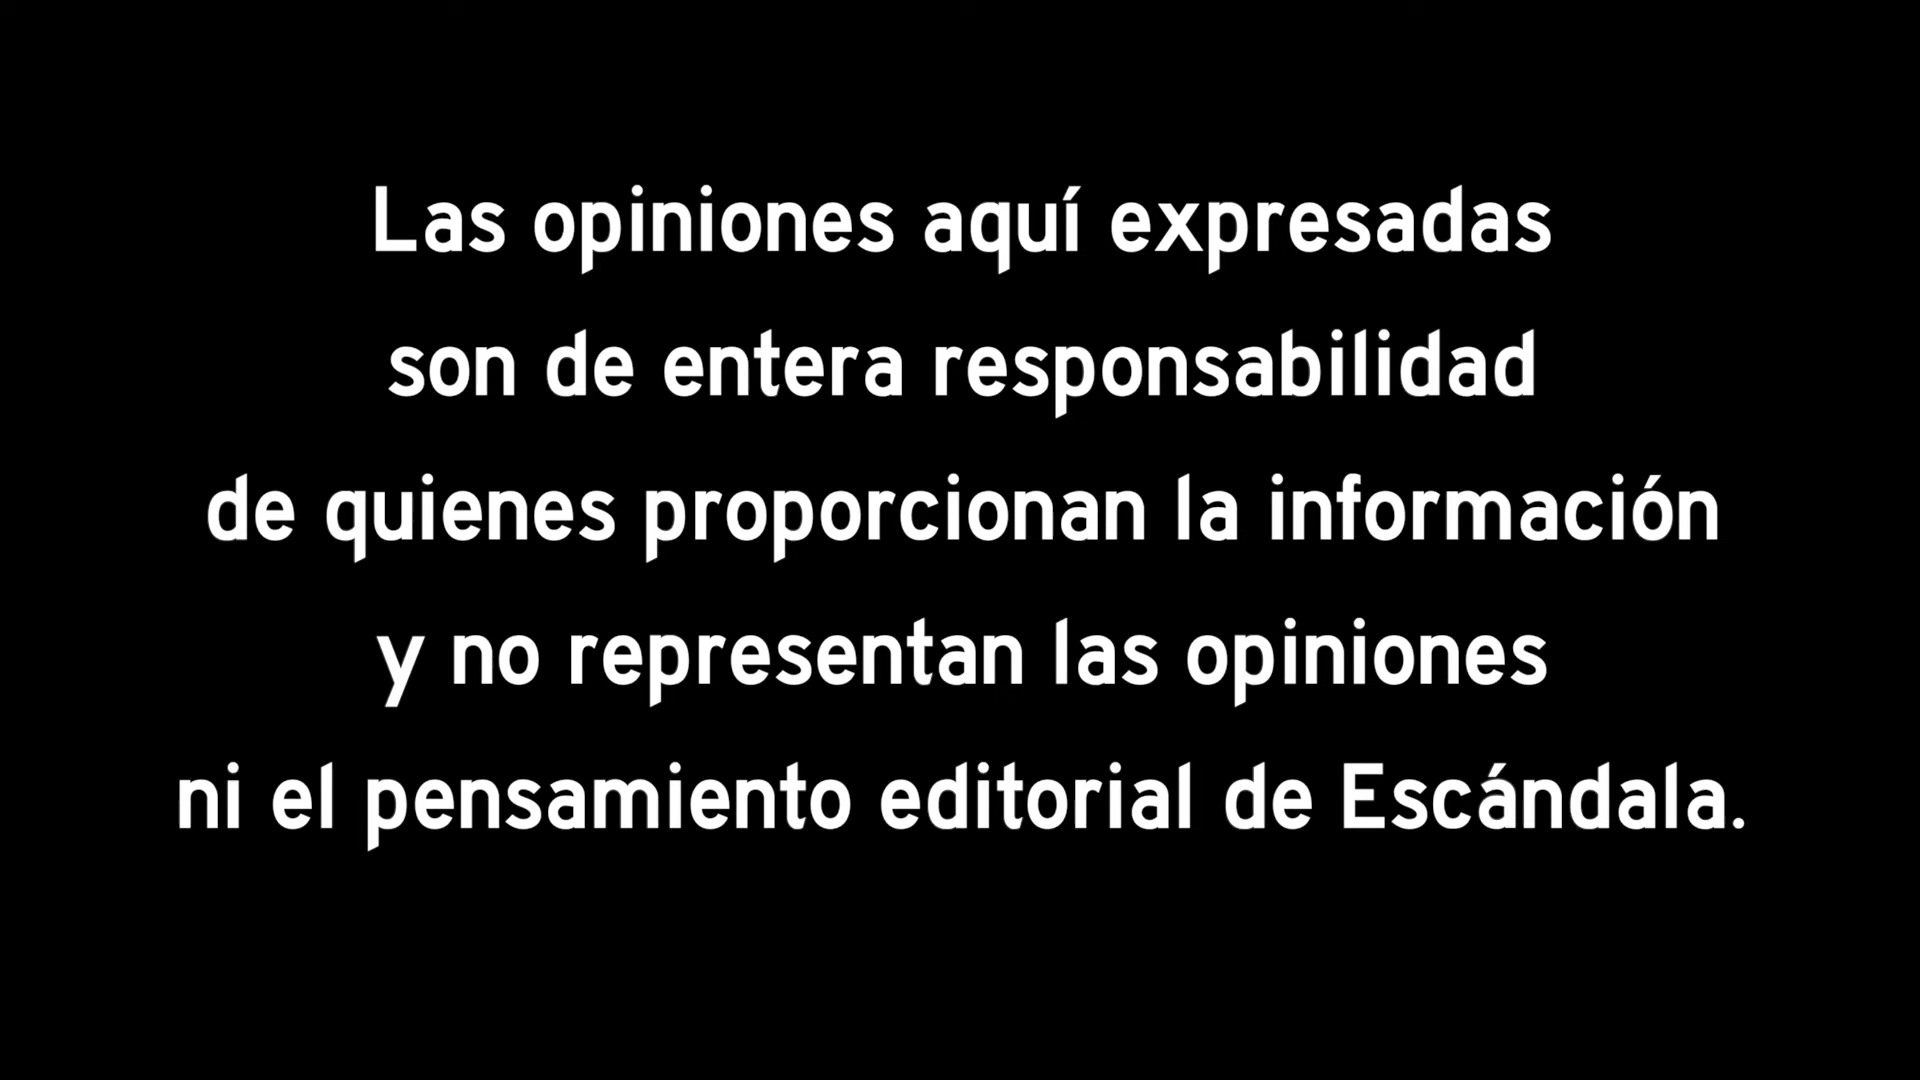 Las opiniones aquí expresadas
son de entera responsabilidad
de quienes proporcionan la información
y no representan las opiniones
ni el pensamiento editorial de Escándala.